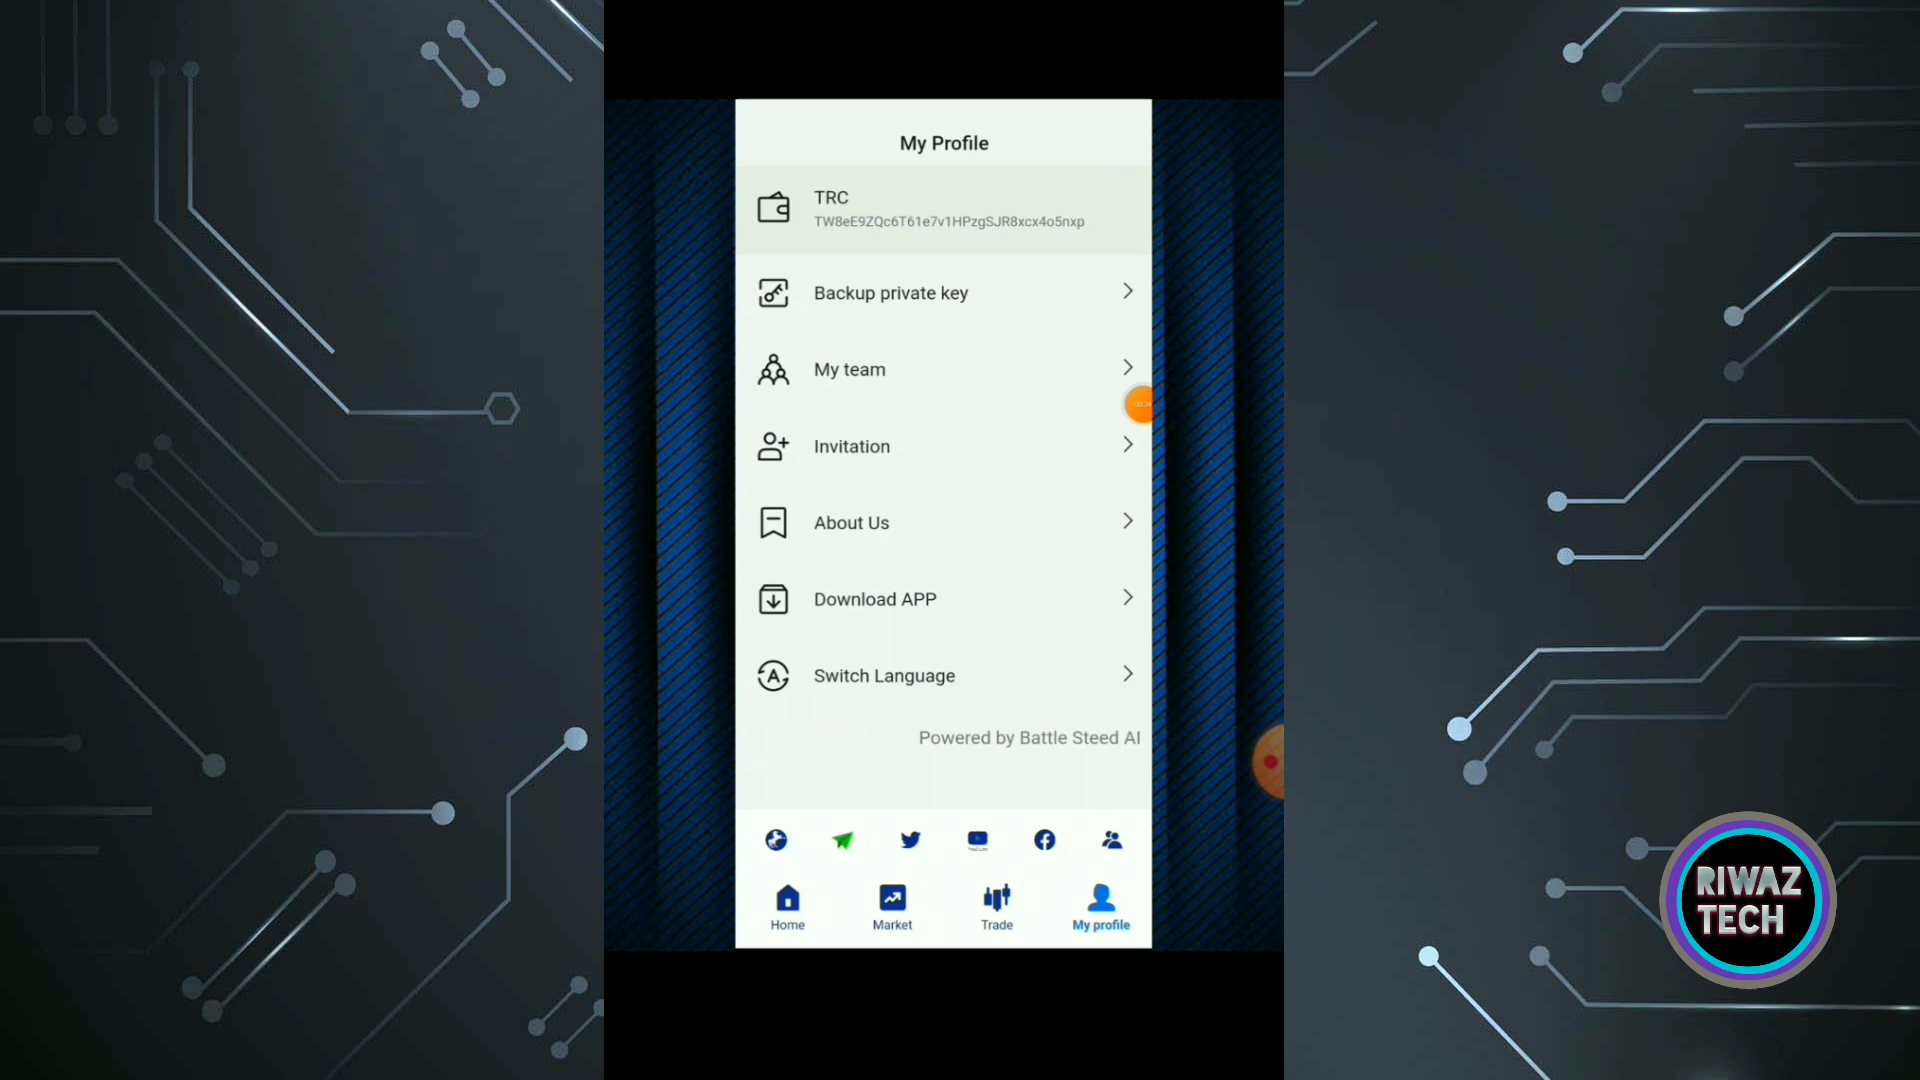 My Profile
TRC
TW8eE9ZQc6T61e7v1HPzgSJR8xcx4o5nxp
Backup private key
My team
Invitation
About Us
Download APP
Switch Language
Powered by Battle Steed AI
YouTube
Home
Market
Trade
My profile
RIWAZ
TECH